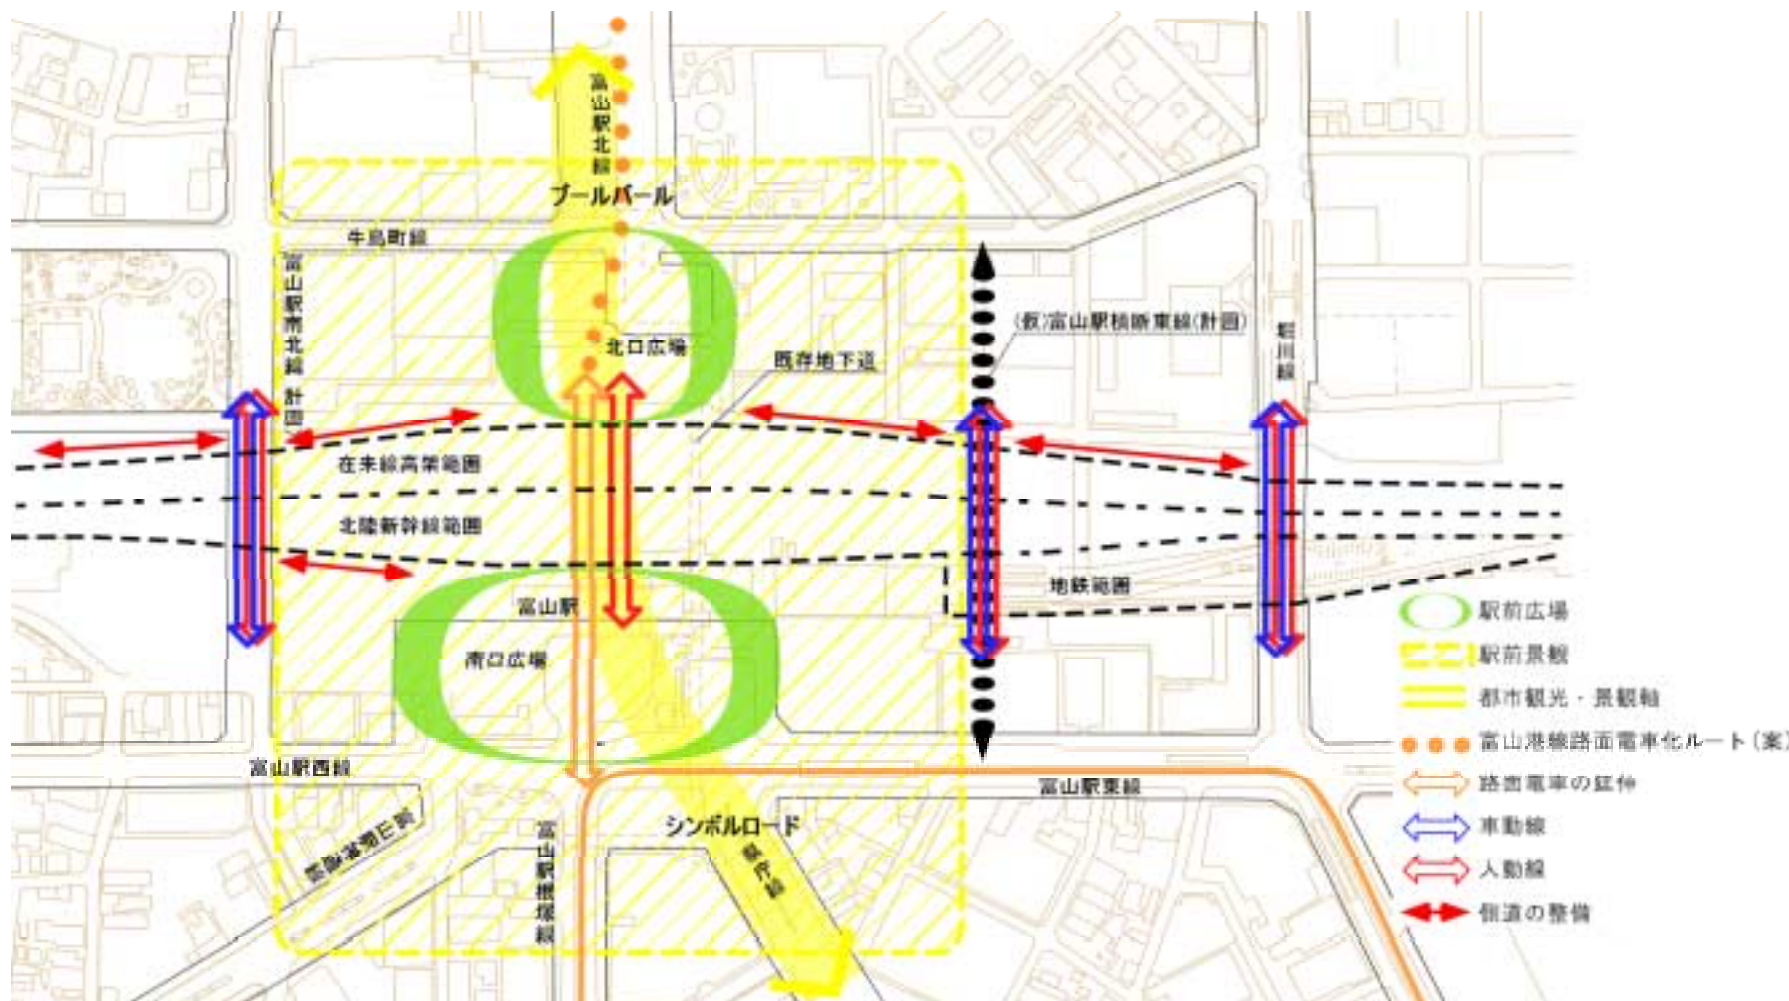 富山駅北線
ブールバール
牛島町線
富山駅南北線 計画
(仮)富山駅横断東線(計画)
堀川線
北口広場
既存地下道
在来線高架範囲
北陸新幹線範囲
地鉄範囲
富山駅
南口広場
富山駅西線
富山駅東線
シンボルロード
富山駅根塚線
県庁線
駅前広場
駅前景観
都市観光・景観軸
富山港線路面電車化ルート(案)
路面電車の延伸
車動線
人動線
側道の整備